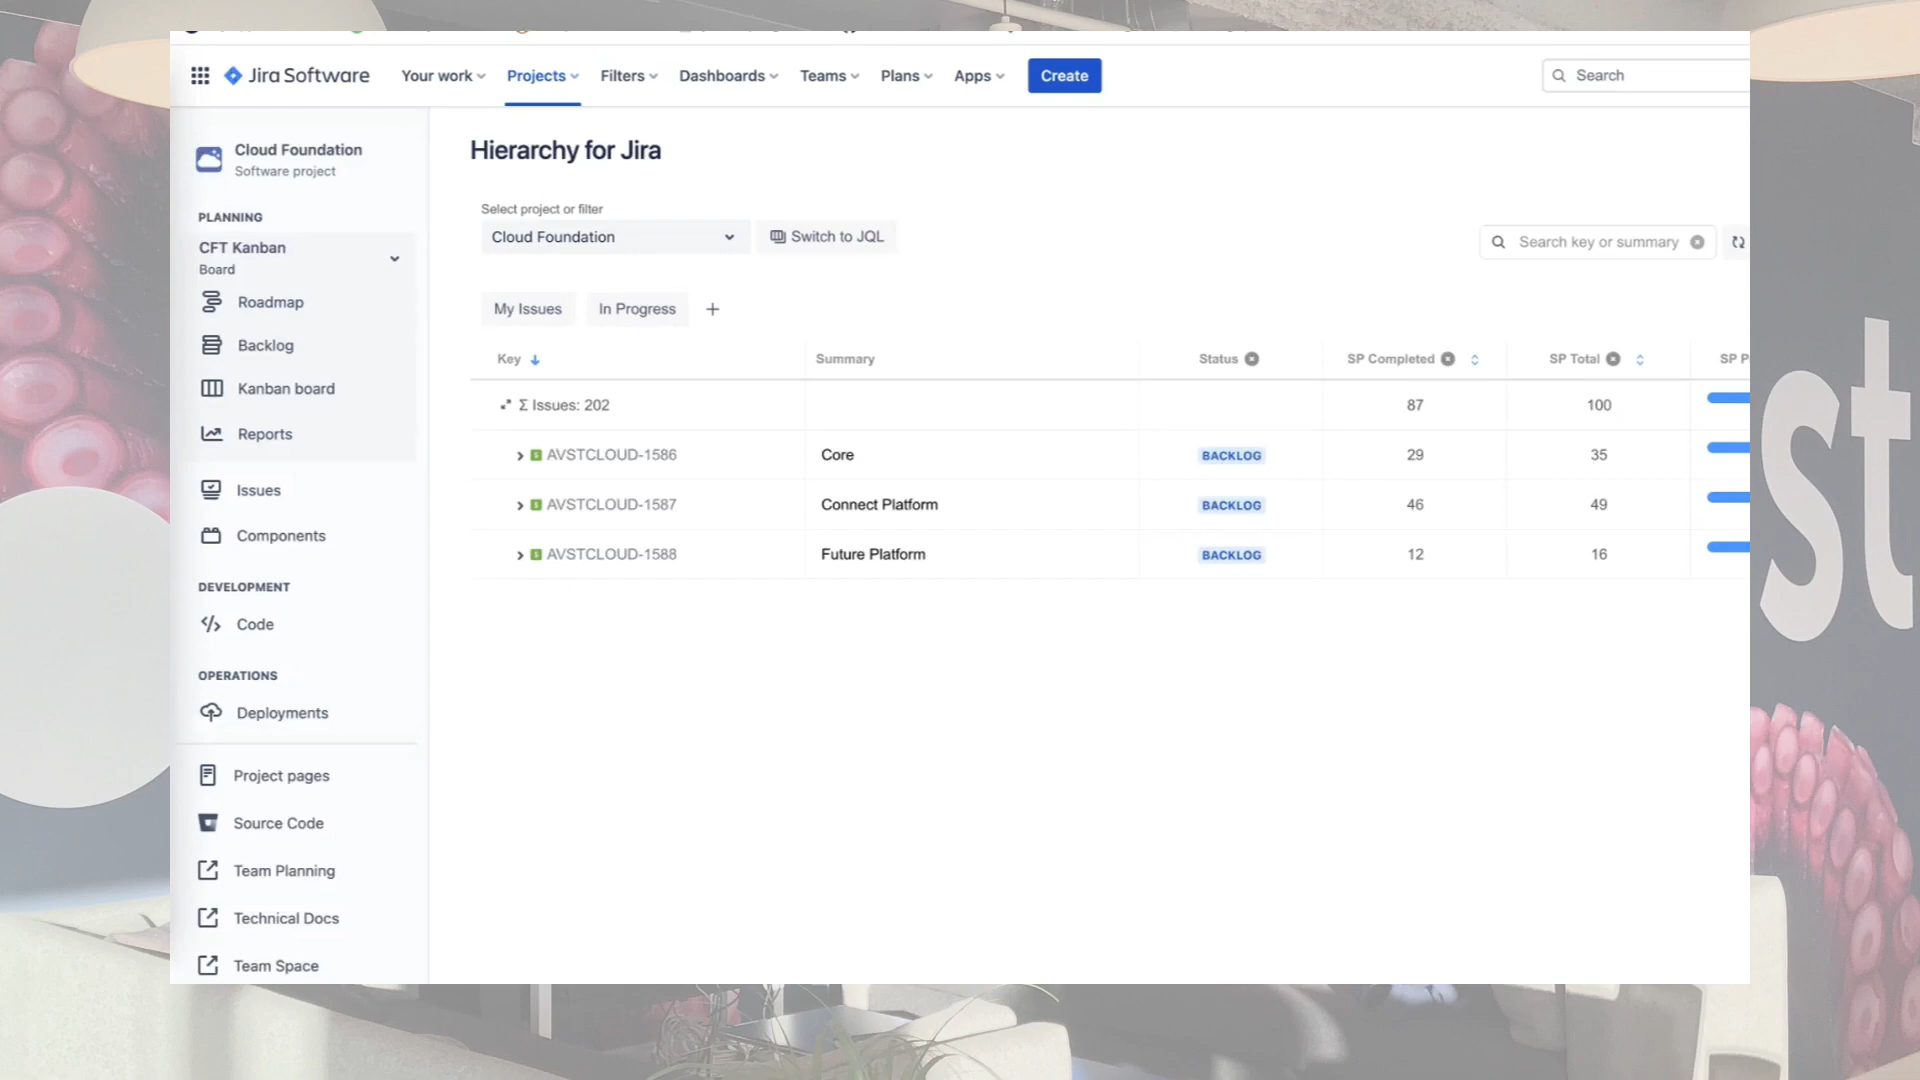 Jira Software
Your work
Projects
Filters
Dashboards
Teams
Plans
Apps
Create
Search
Cloud Foundation
Software project
PLANNING
CFT Kanban
Board
Roadmap
Backlog
Kanban board
Reports
Issues
Components
DEVELOPMENT
Code
OPERATIONS
Deployments
Project pages
Source Code
Team Planning
Technical Docs
Team Space
Hierarchy for Jira
Select project or filter
Cloud Foundation
Switch to JQL
Search key or summary
My Issues
In Progress
Key Summary Status SP Completed SP Total SP P
Σ Issues: 202 87 100
AVSTCLOUD-1586 Core BACKLOG 29 35
AVSTCLOUD-1587 Connect Platform BACKLOG 46 49
AVSTCLOUD-1588 Future Platform BACKLOG 12 16
st